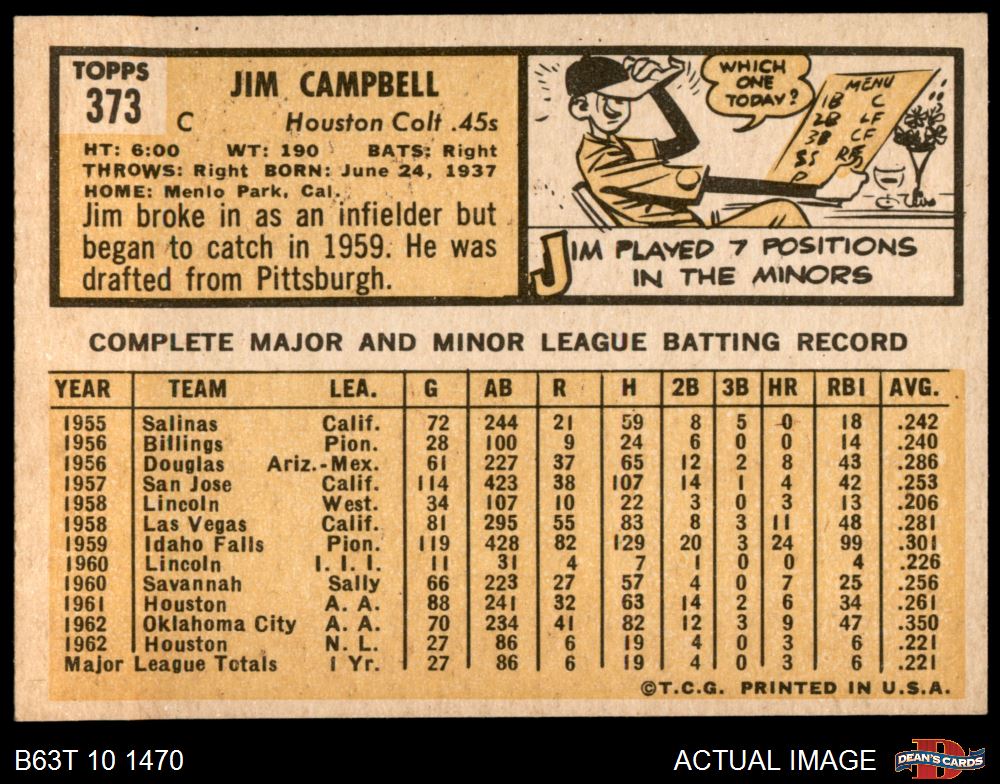 TOPPS
373
JIM CAMPBELL
C Houston Colt .45s
HT: 6:00 WT: 190 BATS: Right
THROWS: Right BORN: June 24, 1937
HOME: Menlo Park, Cal.
Jim broke in as an infielder but
began to catch in 1959. He was
drafted from Pittsburgh.
WHICH
ONE
TODAY?
MENU
1B C
2B LF
3B CF
SS RF
P
JIM PLAYED 7 POSITIONS
IN THE MINORS
COMPLETE MAJOR AND MINOR LEAGUE BATTING RECORD
YEAR TEAM LEA. G AB R H 2B 3B HR RBI AVG.
1955 Salinas Calif. 72 244 21 59 8 5 0 18 .242
1956 Billings Pion. 28 100 9 24 6 0 0 14 .240
1956 Douglas Ariz.-Mex. 61 227 37 65 12 2 8 43 .286
1957 San Jose Calif. 114 423 38 107 14 1 4 42 .253
1958 Lincoln West. 34 107 10 22 3 0 3 13 .206
1958 Las Vegas Calif. 81 295 55 83 8 3 11 48 .281
1959 Idaho Falls Pion. 119 428 82 129 20 3 24 99 .301
1960 Lincoln I. I. I. 11 31 4 7 1 0 0 4 .226
1960 Savannah Sally 66 223 27 57 4 0 7 25 .256
1961 Houston A. A. 88 241 32 63 14 2 6 34 .261
1962 Oklahoma City A. A. 70 234 41 82 12 3 9 47 .350
1962 Houston N. L. 27 86 6 19 4 0 3 6 .221
Major League Totals 1 Yr. 27 86 6 19 4 0 3 6 .221
©T.C.G. PRINTED IN U.S.A.
B63T 10 1470
ACTUAL IMAGE
DEAN'S CARDS